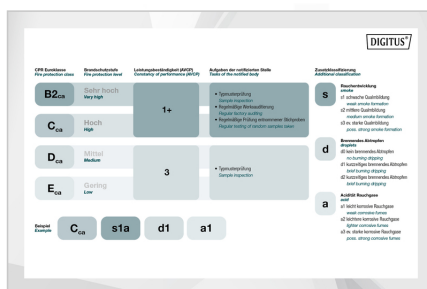 DIGITUS®
CPR Euroklasse
Fire protection class
Brandschutzstufe
Fire protection level
Leistungsbeständigkeit (AVCP)
Constancy of performance (AVCP)
Aufgaben der notifizierten Stelle
Tasks of the notified body
Zusatzklassifizierung
Additional classification
B2ca
Sehr hoch
Very high
Cca
Hoch
High
1+
• Typmusterprüfung
Sample inspection
• Regelmäßige Werksauditierung
Regular factory auditing
• Regelmäßige Prüfung entnommener Stichproben
Regular testing of random samples taken
Dca
Mittel
Medium
Eca
Gering
Low
3
• Typmusterprüfung
Sample inspection
s
Rauchentwicklung
smoke
s1 schwache Qualmbildung
weak smoke formation
s2 mittlere Qualmbildung
medium smoke formation
s3 ev. starke Qualmbildung
poss. strong smoke formation
d
Brennendes Abtropfen
droplets
d0 kein brennendes Abtropfen
no burning dripping
d1 kurzzeitiges brennendes Abtropfen
brief burning dripping
d2 kurzzeitiges brennendes Abtropfen
brief burning dripping
a
Acidität Rauchgase
acid
a1 leicht korrosive Rauchgase
weak corrosive fumes
a2 leichtere korrosive Rauchgase
lighter corrosive fumes
a3 ev. starke korrosive Rauchgase
poss. strong corrosive fumes
Beispiel
Example
Cca
s1a
d1
a1